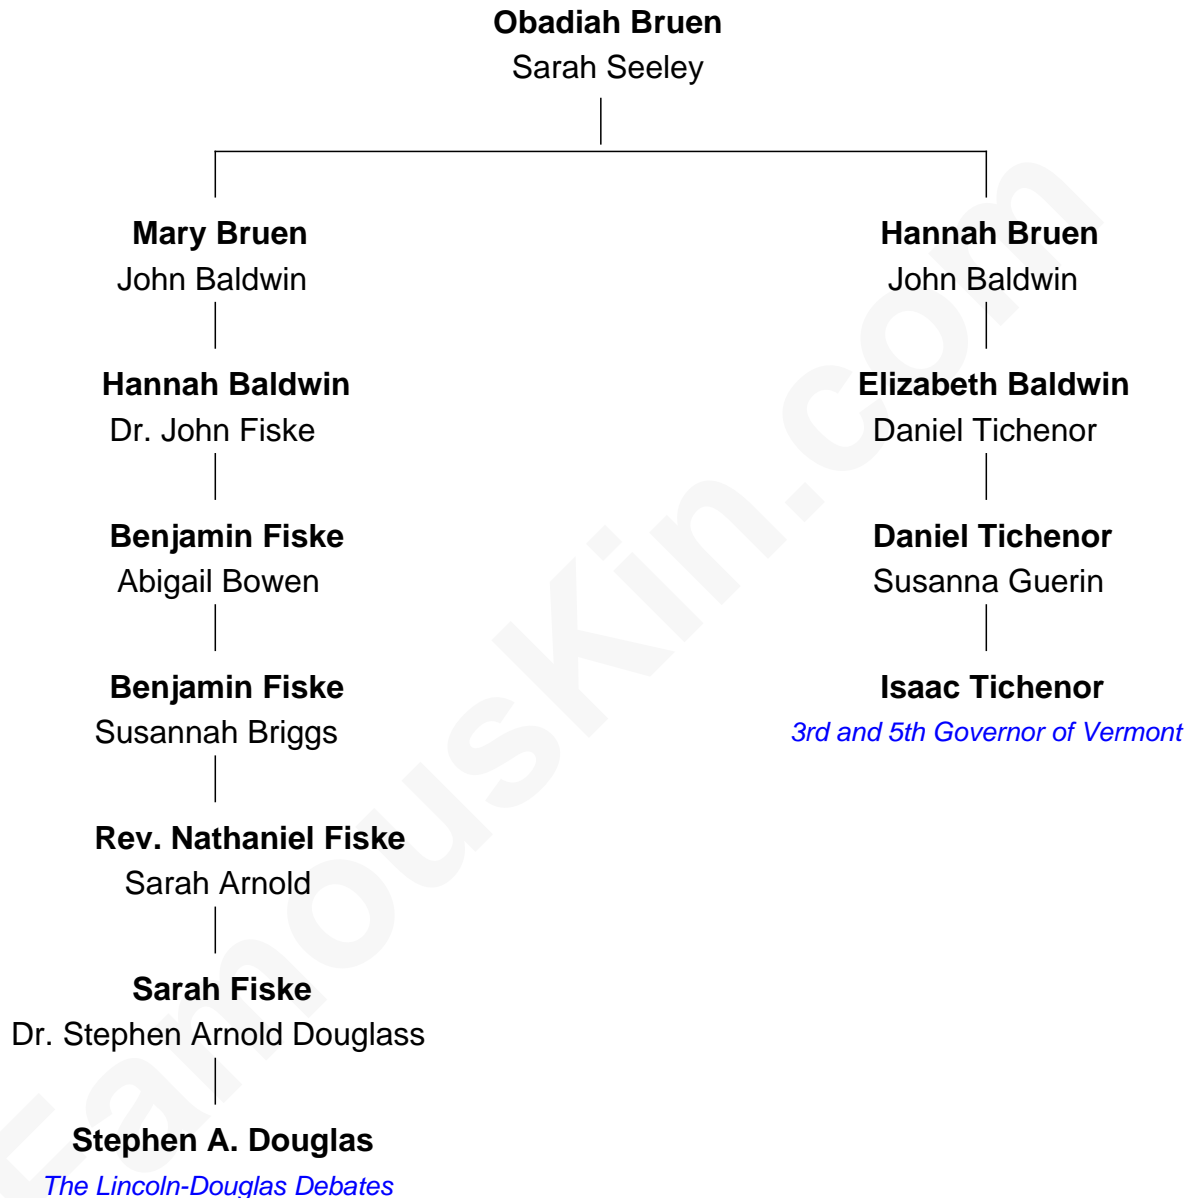 Obadiah Bruen
Sarah Seeley
Mary Bruen
John Baldwin
Hannah Bruen
John Baldwin
Hannah Baldwin
Dr. John Fiske
Elizabeth Baldwin
Daniel Tichenor
Benjamin Fiske
Abigail Bowen
Daniel Tichenor
Susanna Guerin
Benjamin Fiske
Susannah Briggs
Isaac Tichenor
3rd and 5th Governor of Vermont
Rev. Nathaniel Fiske
Sarah Arnold
Sarah Fiske
Dr. Stephen Arnold Douglass
Stephen A. Douglas
The Lincoln-Douglas Debates
FamousKin.com